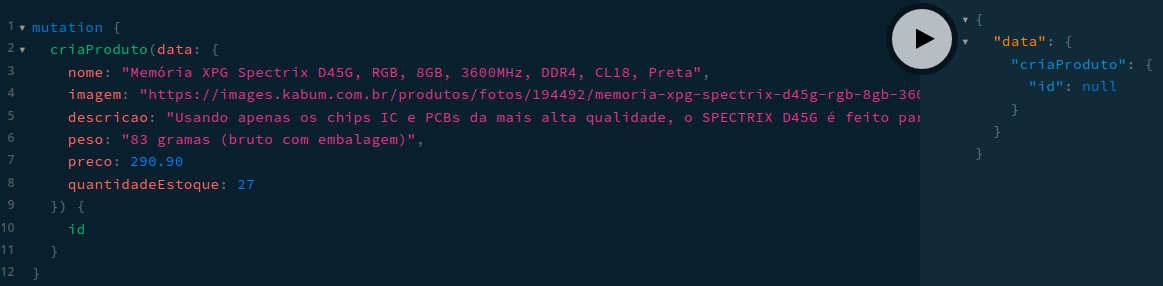 1 mutation {
2 criaProduto(data: {
3 nome: "Memória XPG Spectrix D45G, RGB, 8GB, 3600MHz, DDR4, CL18, Preta",
4 imagem: "https://images.kabum.com.br/produtos/fotos/194492/memoria-xpg-spectrix-d45g-rgb-8gb-360
5 descricao: "Usando apenas os chips IC e PCBs da mais alta qualidade, o SPECTRIX D45G é feito par
6 peso: "83 gramas (bruto com embalagem)",
7 preco: 290.90
8 quantidadeEstoque: 27
9 }) {
10 id
11 }
12 }
{
"data": {
"criaProduto": {
"id": null
}
}
}